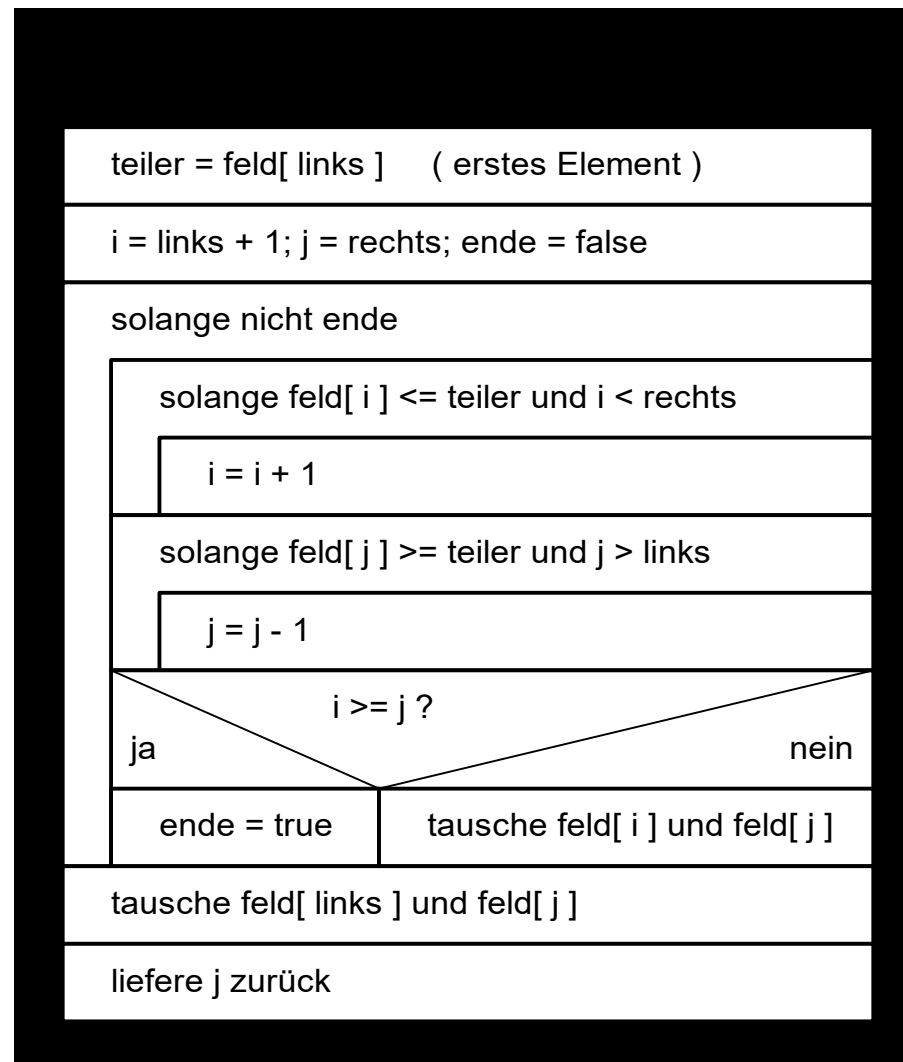 teiler = feld[ links ] ( erstes Element )
i = links + 1; j = rechts; ende = false
solange nicht ende
solange feld[ i ] <= teiler und i < rechts
i = i + 1
solange feld[ j ] >= teiler und j > links
j = j - 1
i >= j ?
ja nein
ende = true tausche feld[ i ] und feld[ j ]
tausche feld[ links ] und feld[ j ]
liefere j zurück